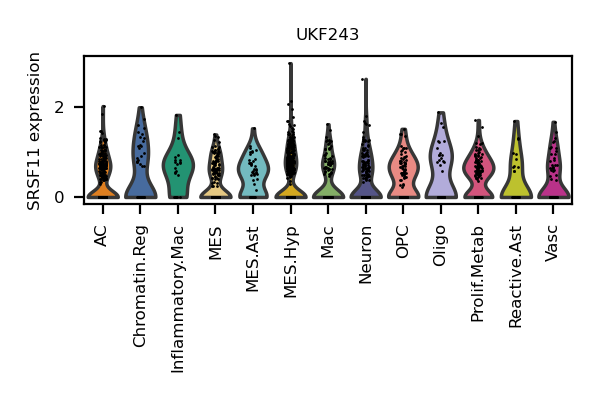 UKF243
SRSF11 expression
2
0
AC
Chromatin.Reg
Inflammatory.Mac
MES
MES.Ast
MES.Hyp
Mac
Neuron
OPC
Oligo
Prolif.Metab
Reactive.Ast
Vasc